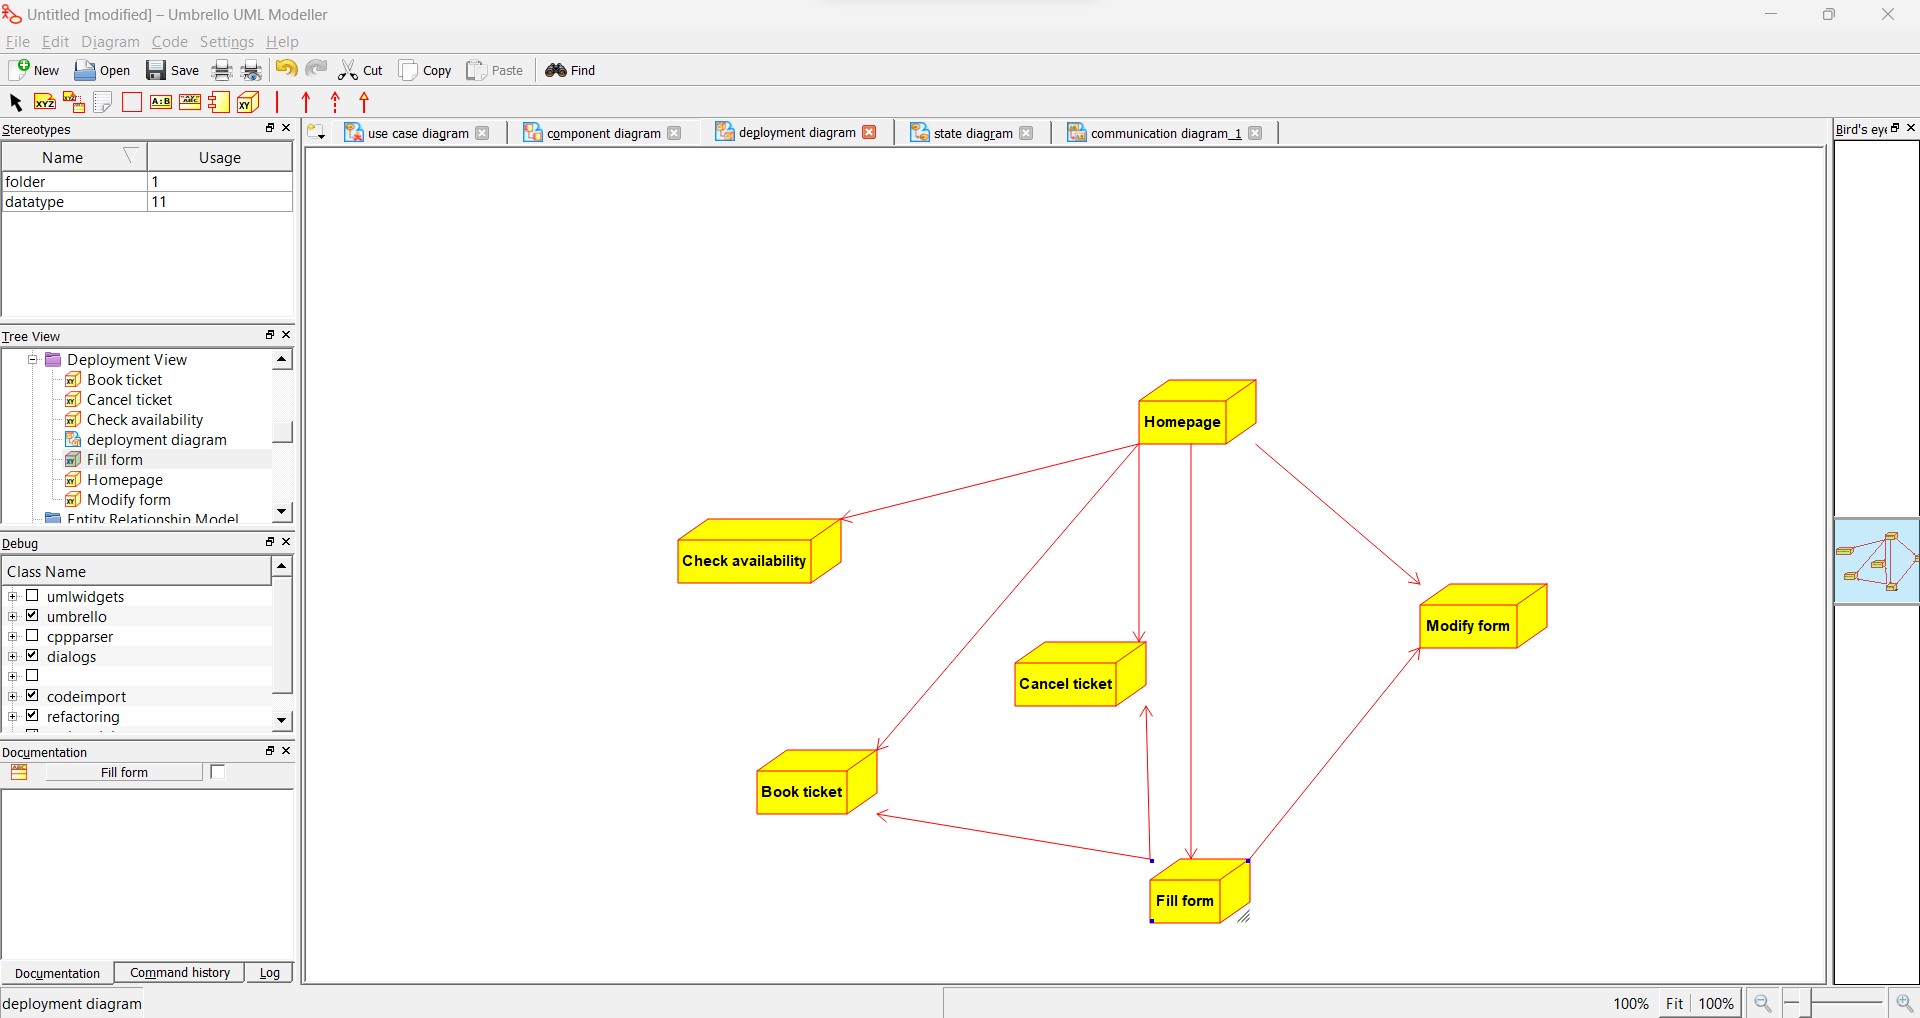 Untitled [modified] – Umbrello UML Modeller
File Edit Diagram Code Settings Help
New Open Save Cut Copy Paste Find
Stereotypes
Name Usage
folder 1
datatype 11
Tree View
Deployment View
Book ticket
Cancel ticket
Check availability
deployment diagram
Fill form
Homepage
Modify form
Entity Relationship Model
Debug
Class Name
umlwidgets
umbrello
cppparser
dialogs
codeimport
refactoring
Documentation
Fill form
Documentation Command history Log
deployment diagram
use case diagram component diagram deployment diagram state diagram communication diagram_1
Homepage
Check availability
Modify form
Cancel ticket
Book ticket
Fill form
Bird's eye
100% Fit 100%